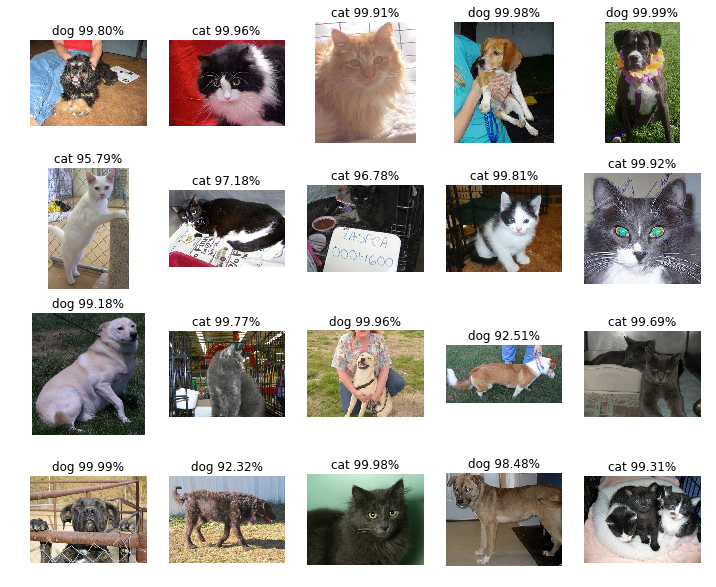 dog 99.80%
cat 99.96%
cat 99.91%
dog 99.98%
dog 99.99%
cat 95.79%
cat 97.18%
cat 96.78%
cat 99.81%
cat 99.92%
LASPCA
0001-1600
dog 99.18%
cat 99.77%
dog 99.96%
dog 92.51%
cat 99.69%
dog 99.99%
dog 92.32%
cat 99.98%
dog 98.48%
cat 99.31%